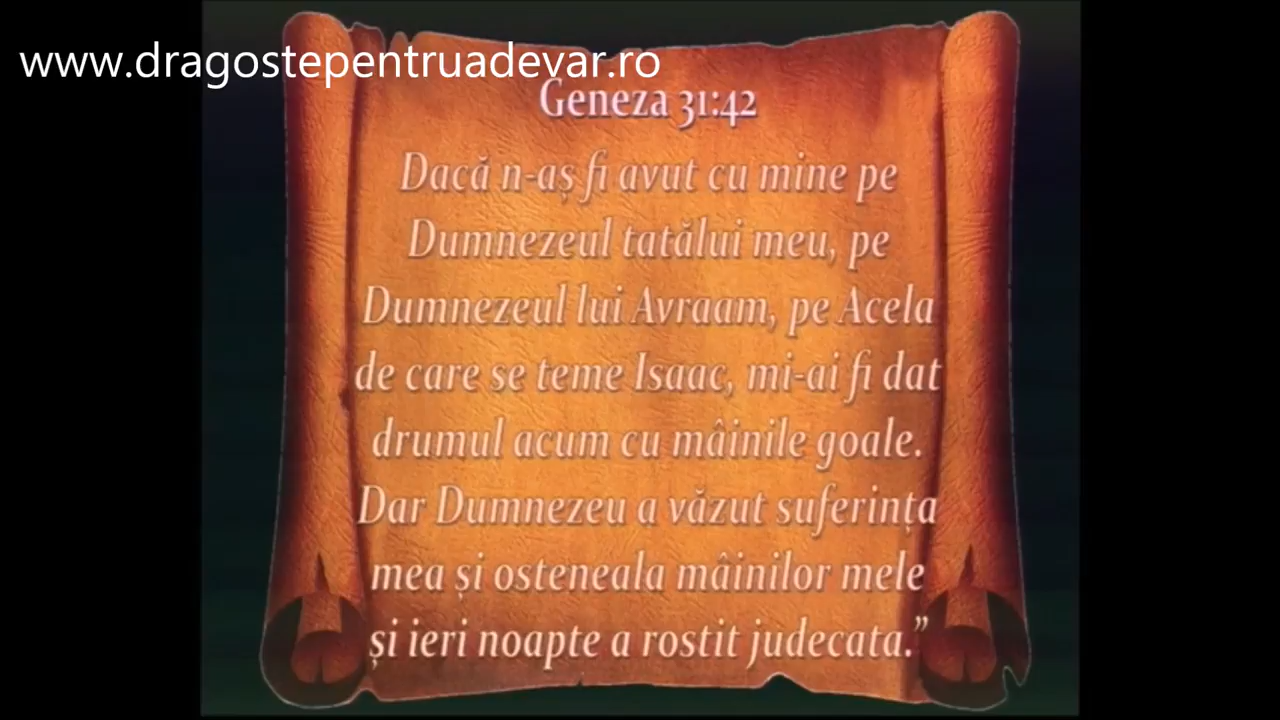 www.dragostepentruadevar.ro
Geneza 31:42
Dacă n-aș fi avut cu mine pe
Dumnezeul tatălui meu, pe
Dumnezeul lui Avraam, pe Acela
de care se teme Isaac, mi-ai fi dat
drumul acum cu mâinile goale.
Dar Dumnezeu a văzut suferința
mea și osteneala mâinilor mele
și ieri noapte a rostit judecata.”